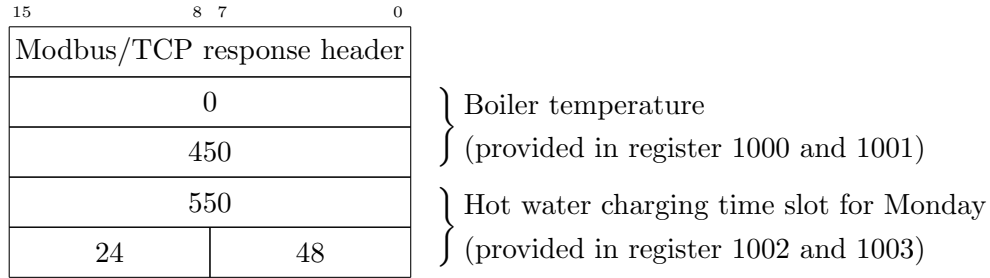 15 8 7 0
Modbus/TCP response header
0
450
Boiler temperature
(provided in register 1000 and 1001)
550
24 48
Hot water charging time slot for Monday
(provided in register 1002 and 1003)